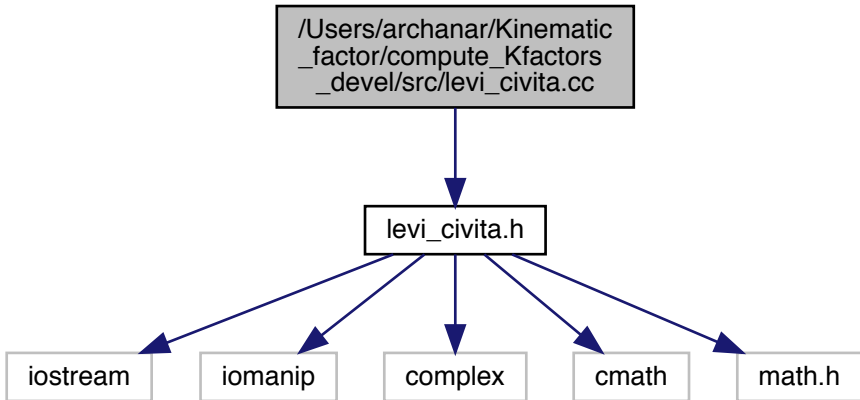 /Users/archanar/Kinematic
_factor/compute_Kfactors
_devel/src/levi_civita.cc
levi_civita.h
iostream
iomanip
complex
cmath
math.h